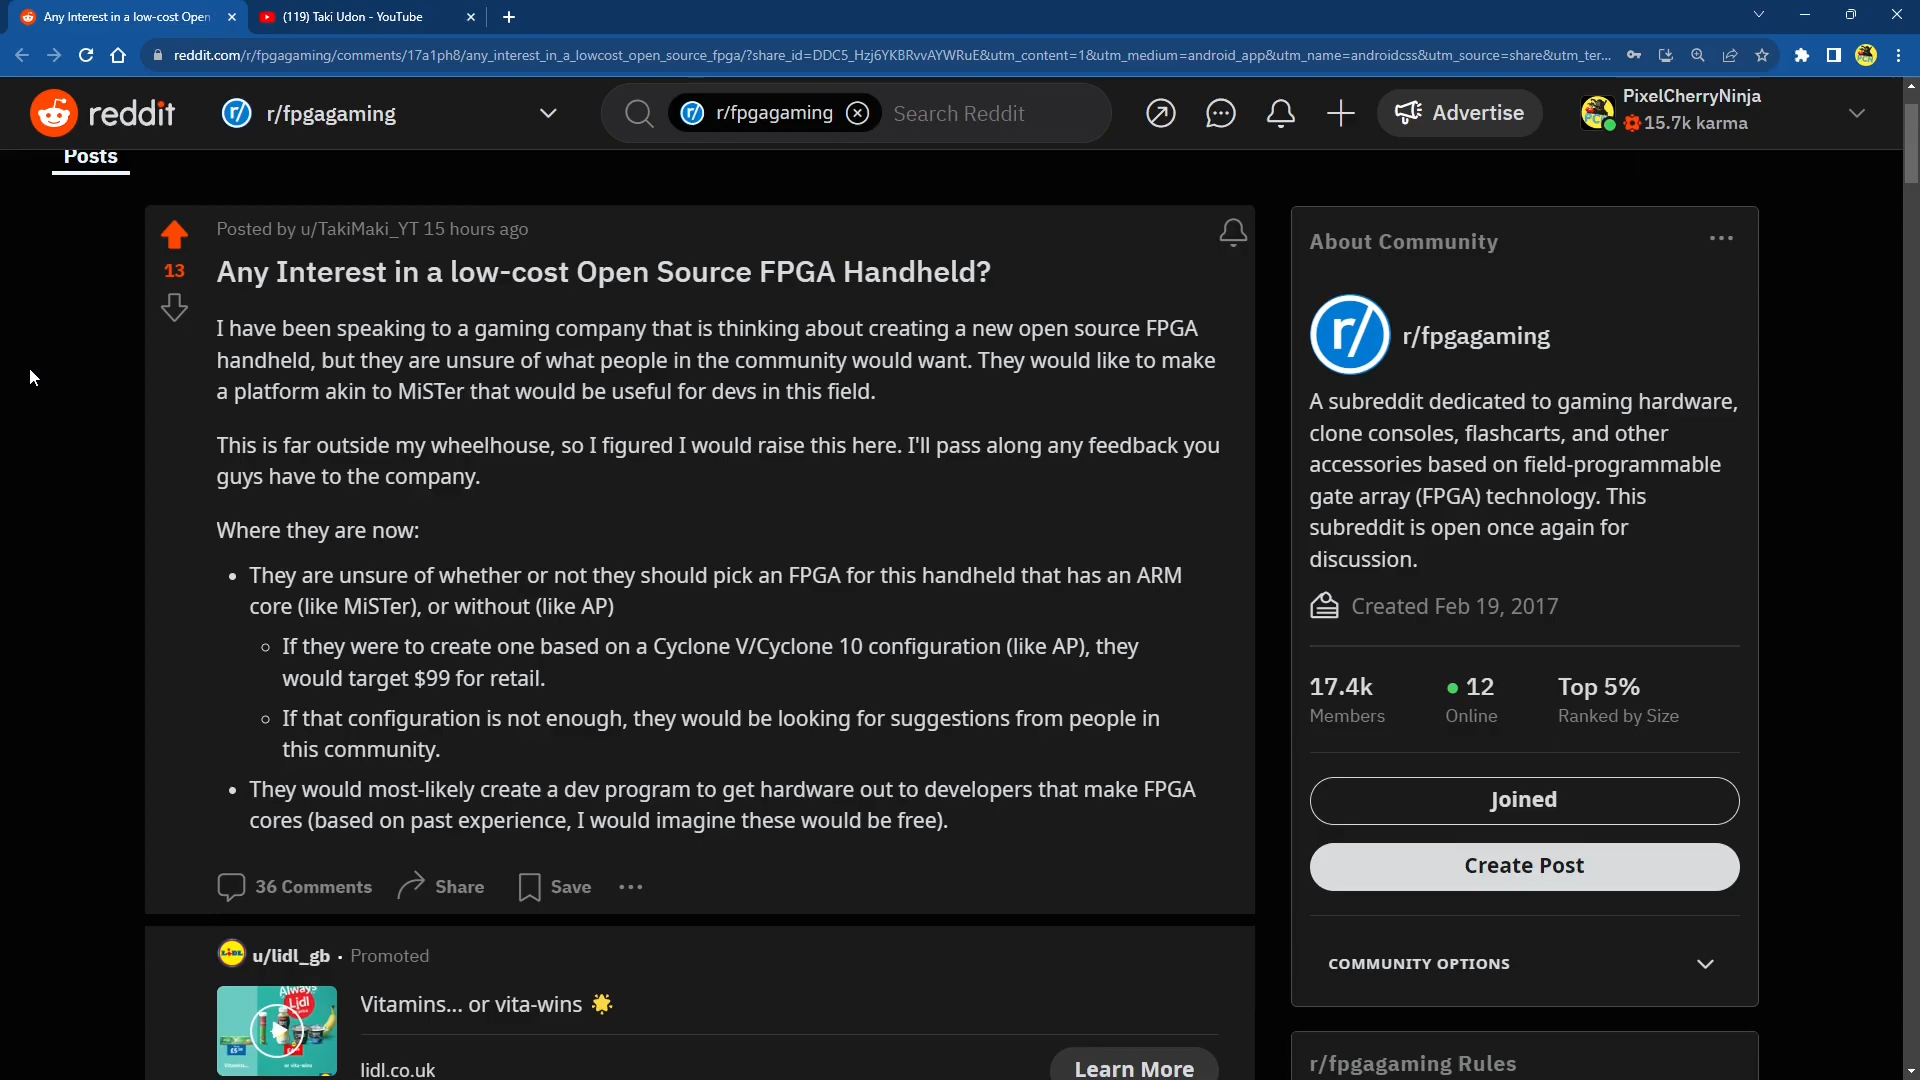 Any Interest in a low-cost Open
(119) Taki Udon - YouTube
reddit.com/r/fpgagaming/comments/17a1ph8/any_interest_in_a_lowcost_open_source_fpga/?share_id=DDC5_Hzj6YKBRvvAYWRuE&utm_content=1&utm_medium=android_app&utm_name=androidcss&utm_source=share&utm_ter...
reddit
r/fpgagaming
r/fpgagaming
Search Reddit
Advertise
PixelCherryNinja
15.7k karma
Posts
Posted by u/TakiMaki_YT 15 hours ago
13
Any Interest in a low-cost Open Source FPGA Handheld?
I have been speaking to a gaming company that is thinking about creating a new open source FPGA
handheld, but they are unsure of what people in the community would want. They would like to make
a platform akin to MiSTer that would be useful for devs in this field.
This is far outside my wheelhouse, so I figured I would raise this here. I'll pass along any feedback you
guys have to the company.
Where they are now:
• They are unsure of whether or not they should pick an FPGA for this handheld that has an ARM
core (like MiSTer), or without (like AP)
◦ If they were to create one based on a Cyclone V/Cyclone 10 configuration (like AP), they
would target $99 for retail.
◦ If that configuration is not enough, they would be looking for suggestions from people in
this community.
• They would most-likely create a dev program to get hardware out to developers that make FPGA
cores (based on past experience, I would imagine these would be free).
36 Comments
Share
Save
u/lidl_gb · Promoted
Vitamins... or vita-wins
Always
Lidl
lidl.co.uk
Learn More
About Community
r/fpgagaming
A subreddit dedicated to gaming hardware,
clone consoles, flashcarts, and other
accessories based on field-programmable
gate array (FPGA) technology. This
subreddit is open once again for
discussion.
Created Feb 19, 2017
17.4k
Members
12
Online
Top 5%
Ranked by Size
Joined
Create Post
COMMUNITY OPTIONS
r/fpgagaming Rules